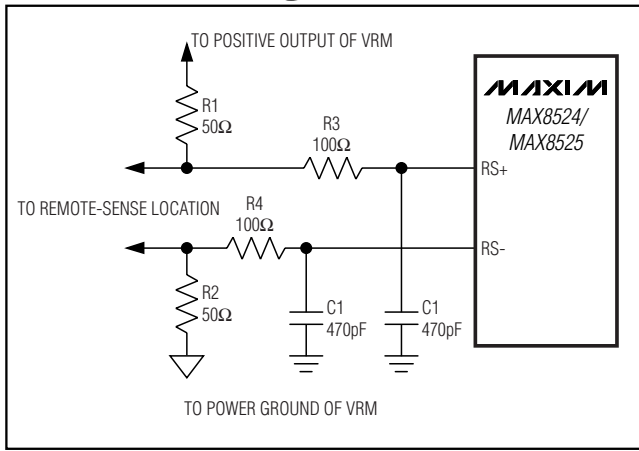 TO POSITIVE OUTPUT OF VRM
R1
50Ω
R3
100Ω
MAXIM
MAX8524/
MAX8525
RS+
TO REMOTE-SENSE LOCATION
R4
100Ω
RS-
R2
50Ω
C1
470pF
C1
470pF
TO POWER GROUND OF VRM